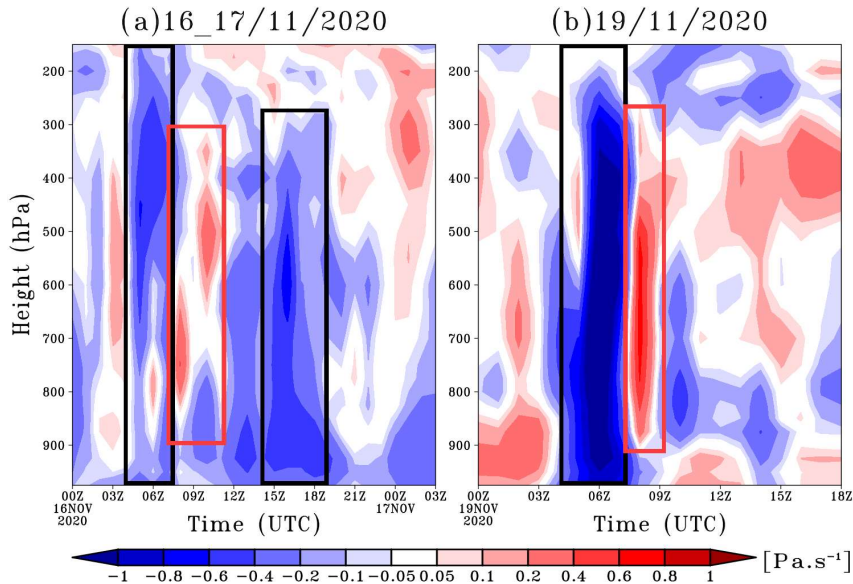 (a)16_17/11/2020
(b)19/11/2020
Height (hPa)
200
300
400
500
600
700
800
900
200
300
400
500
600
700
800
900
00Z 03Z 06Z 09Z 12Z 15Z 18Z 21Z 00Z 03Z
16NOV 17NOV
2020
Time (UTC)
00Z 03Z 06Z 09Z 12Z 15Z 18Z
19NOV
2020
Time (UTC)
-1 -0.8 -0.6 -0.4 -0.2 -0.1 -0.05 0.05 0.1 0.2 0.4 0.6 0.8 1
[Pa.s⁻¹]